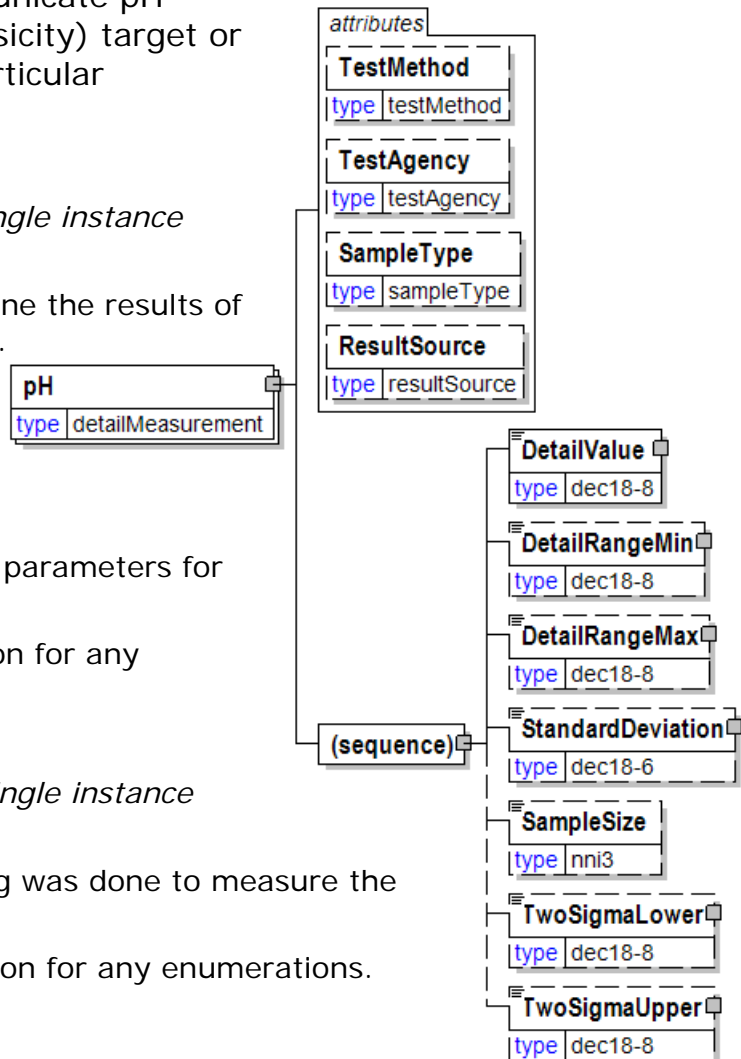 unicate pH
sicity) target or
rticular
ngle instance
ne the results of
.
parameters for
on for any
ingle instance
g was done to measure the
on for any enumerations.
pH
type detailMeasurement
attributes
TestMethod
type testMethod
TestAgency
type testAgency
SampleType
type sampleType
ResultSource
type resultSource
(sequence)
DetailValue
type dec18-8
DetailRangeMin
type dec18-8
DetailRangeMax
type dec18-8
StandardDeviation
type dec18-6
SampleSize
type nni3
TwoSigmaLower
type dec18-8
TwoSigmaUpper
type dec18-8